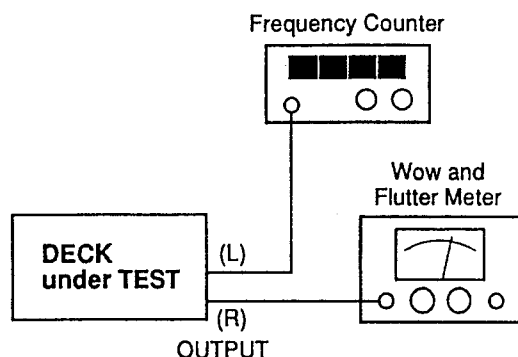 Frequency Counter
Wow and
Flutter Meter
DECK
under TEST
(L)
(R)
OUTPUT